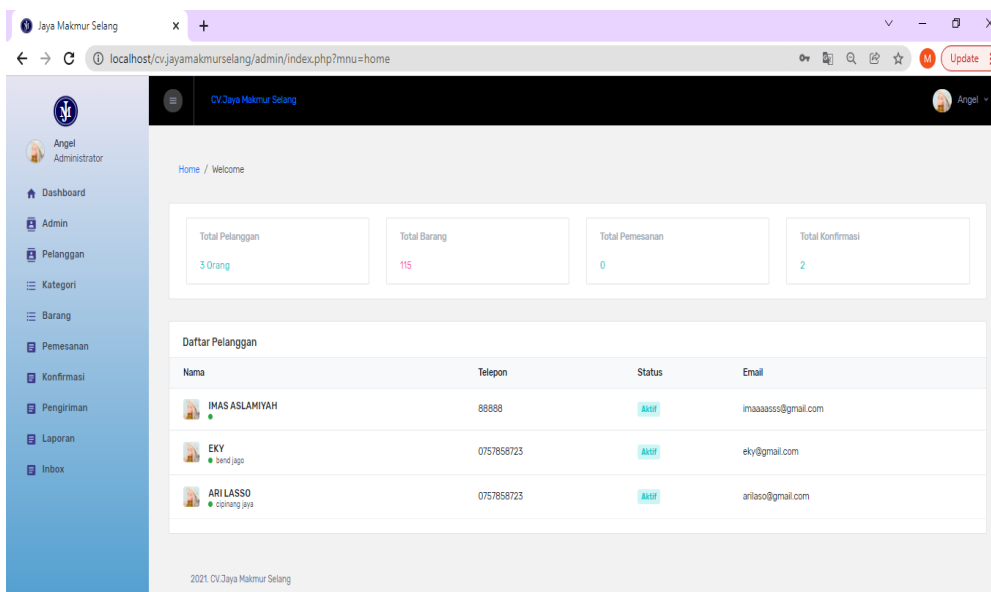 Jaya Makmur Selang
localhost/cv.jayamakmurselang/admin/index.php?mnu=home
M
Update
JM
CV.Jaya Makmur Selang
Angel
Angel
Administrator
Home / Welcome
Dashboard
Admin
Pelanggan
Kategori
Barang
Pemesanan
Konfirmasi
Pengiriman
Laporan
Inbox
Total Pelanggan
3 Orang
Total Barang
115
Total Pemesanan
0
Total Konfirmasi
2
Daftar Pelanggan
Nama Telepon Status Email
IMAS ASLAMIYAH 88888 Aktif imaaaasss@gmail.com
EKY 0757858723 Aktif eky@gmail.com
bend jago
ARI LASSO 0757858723 Aktif arilaso@gmail.com
cipinang jaya
2021. CV.Jaya Makmur Selang